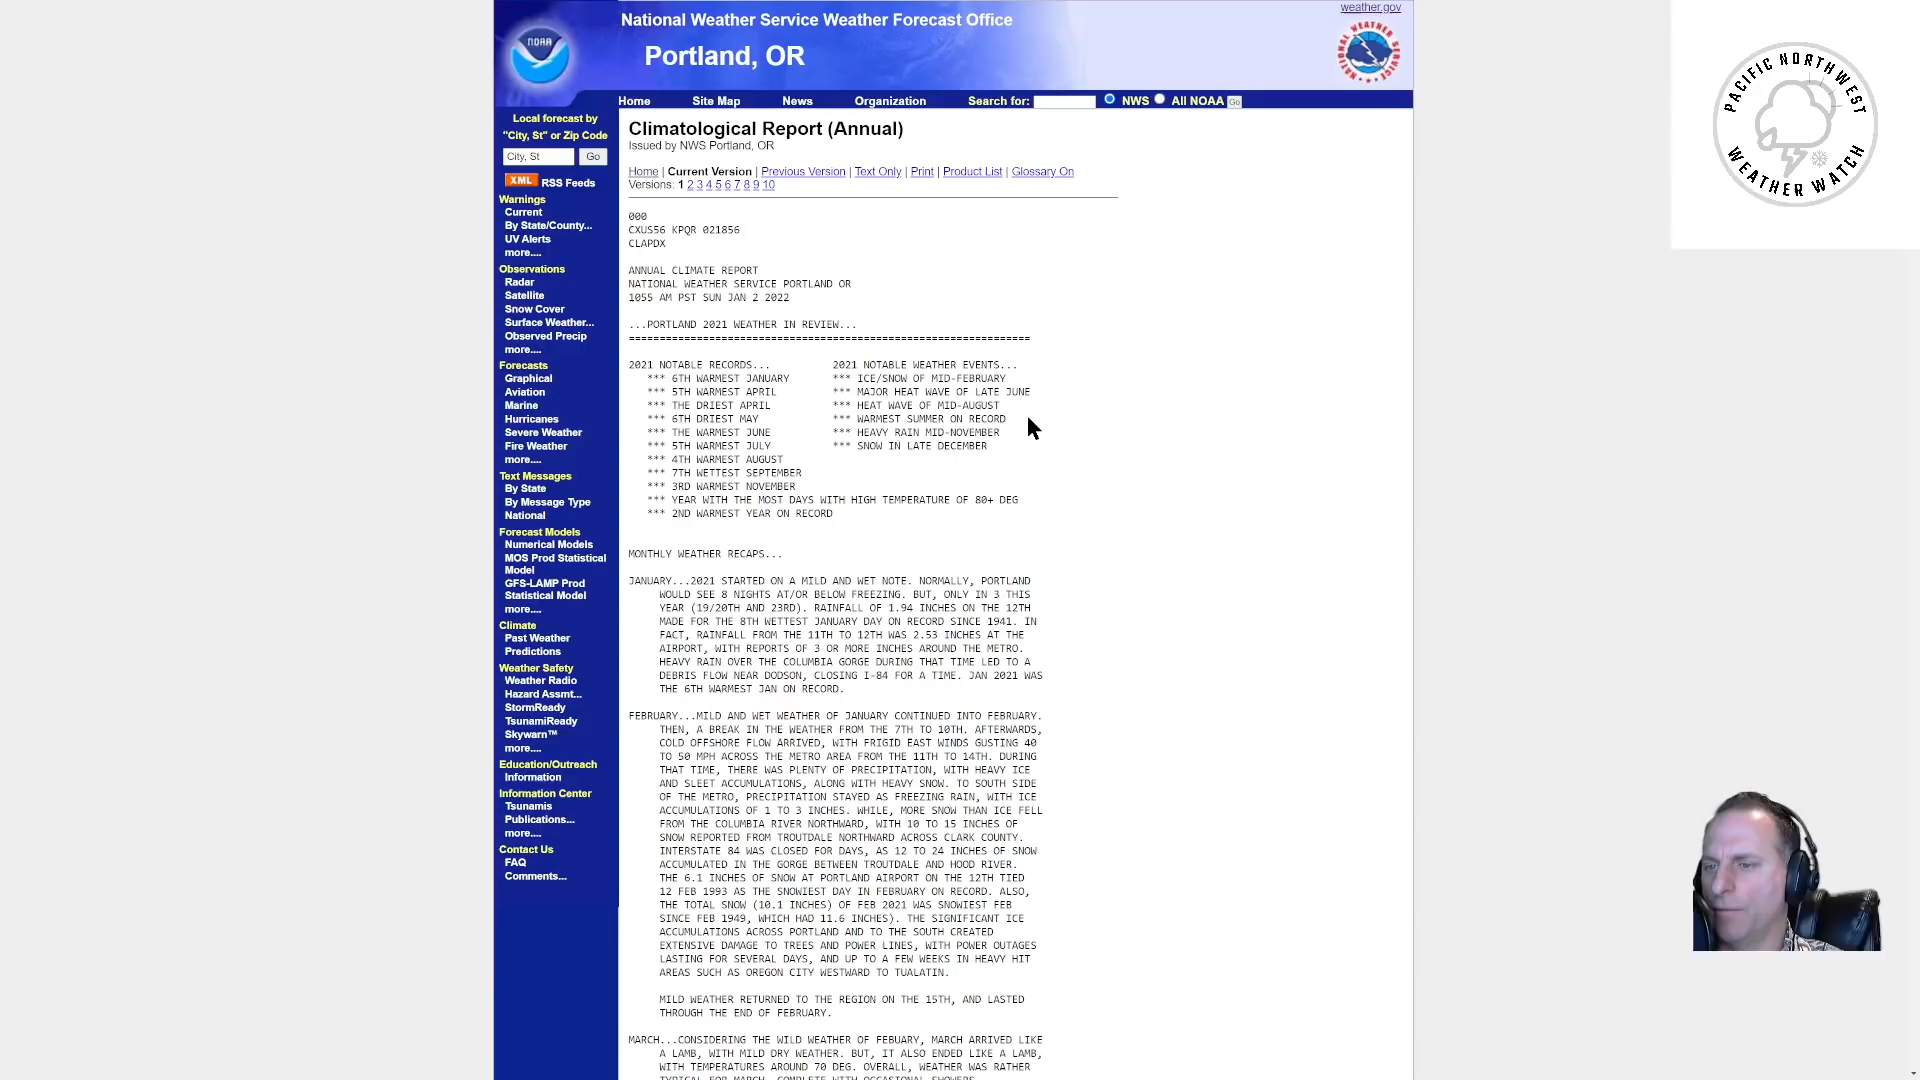 National Weather Service Weather Forecast Office
weather.gov
Portland, OR
NOAA
NATIONAL WEATHER SERVICE
PACIFIC NORTHWEST
WEATHER WATCH
Home
Site Map
News
Organization
Search for:
NWS
All NOAA
Go
Local forecast by
"City, St" or Zip Code
City, St
Go
XML RSS Feeds
Warnings
Current
By State/County...
UV Alerts
more....
Observations
Radar
Satellite
Snow Cover
Surface Weather...
Observed Precip
more....
Forecasts
Graphical
Aviation
Marine
Hurricanes
Severe Weather
Fire Weather
more....
Text Messages
By State
By Message Type
National
Forecast Models
Numerical Models
MOS Prod Statistical
Model
GFS-LAMP Prod
Statistical Model
more....
Climate
Past Weather
Predictions
Weather Safety
Weather Radio
Hazard Assmt...
StormReady
TsunamiReady
Skywarn™
more....
Education/Outreach
Information
Information Center
Tsunamis
Publications...
more....
Contact Us
FAQ
Comments...
Climatological Report (Annual)
Issued by NWS Portland, OR
Home | Current Version | Previous Version | Text Only | Print | Product List | Glossary On
Versions: 1 2 3 4 5 6 7 8 9 10
000
CXUS56 KPQR 021856
CLAPDX
ANNUAL CLIMATE REPORT
NATIONAL WEATHER SERVICE PORTLAND OR
1055 AM PST SUN JAN 2 2022
...PORTLAND 2021 WEATHER IN REVIEW...
=================================================================
2021 NOTABLE RECORDS... 2021 NOTABLE WEATHER EVENTS...
*** 6TH WARMEST JANUARY *** ICE/SNOW OF MID-FEBRUARY
*** 5TH WARMEST APRIL *** MAJOR HEAT WAVE OF LATE JUNE
*** THE DRIEST APRIL *** HEAT WAVE OF MID-AUGUST
*** 6TH DRIEST MAY *** WARMEST SUMMER ON RECORD
*** THE WARMEST JUNE *** HEAVY RAIN MID-NOVEMBER
*** 5TH WARMEST JULY *** SNOW IN LATE DECEMBER
*** 4TH WARMEST AUGUST
*** 7TH WETTEST SEPTEMBER
*** 3RD WARMEST NOVEMBER
*** YEAR WITH THE MOST DAYS WITH HIGH TEMPERATURE OF 80+ DEG
*** 2ND WARMEST YEAR ON RECORD
MONTHLY WEATHER RECAPS...
JANUARY...2021 STARTED ON A MILD AND WET NOTE. NORMALLY, PORTLAND
WOULD SEE 8 NIGHTS AT/OR BELOW FREEZING. BUT, ONLY IN 3 THIS
YEAR (19/20TH AND 23RD). RAINFALL OF 1.94 INCHES ON THE 12TH
MADE FOR THE 8TH WETTEST JANUARY DAY ON RECORD SINCE 1941. IN
FACT, RAINFALL FROM THE 11TH TO 12TH WAS 2.53 INCHES AT THE
AIRPORT, WITH REPORTS OF 3 OR MORE INCHES AROUND THE METRO.
HEAVY RAIN OVER THE COLUMBIA GORGE DURING THAT TIME LED TO A
DEBRIS FLOW NEAR DODSON, CLOSING I-84 FOR A TIME. JAN 2021 WAS
THE 6TH WARMEST JAN ON RECORD.
FEBRUARY...MILD AND WET WEATHER OF JANUARY CONTINUED INTO FEBRUARY.
THEN, A BREAK IN THE WEATHER FROM THE 7TH TO 10TH. AFTERWARDS,
COLD OFFSHORE FLOW ARRIVED, WITH FRIGID EAST WINDS GUSTING 40
TO 50 MPH ACROSS THE METRO AREA FROM THE 11TH TO 14TH. DURING
THAT TIME, THERE WAS PLENTY OF PRECIPITATION, WITH HEAVY ICE
AND SLEET ACCUMULATIONS, ALONG WITH HEAVY SNOW. TO SOUTH SIDE
OF THE METRO, PRECIPITATION STAYED AS FREEZING RAIN, WITH ICE
ACCUMULATIONS OF 1 TO 3 INCHES. WHILE, MORE SNOW THAN ICE FELL
FROM THE COLUMBIA RIVER NORTHWARD, WITH 10 TO 15 INCHES OF
SNOW REPORTED FROM TROUTDALE NORTHWARD ACROSS CLARK COUNTY.
INTERSTATE 84 WAS CLOSED FOR DAYS, AS 12 TO 24 INCHES OF SNOW
ACCUMULATED IN THE GORGE BETWEEN TROUTDALE AND HOOD RIVER.
THE 6.1 INCHES OF SNOW AT PORTLAND AIRPORT ON THE 12TH TIED
12 FEB 1993 AS THE SNOWIEST DAY IN FEBRUARY ON RECORD. ALSO,
THE TOTAL SNOW (10.1 INCHES) OF FEB 2021 WAS SNOWIEST FEB
SINCE FEB 1949, WHICH HAD 11.6 INCHES). THE SIGNIFICANT ICE
ACCUMULATIONS ACROSS PORTLAND AND TO THE SOUTH CREATED
EXTENSIVE DAMAGE TO TREES AND POWER LINES, WITH POWER OUTAGES
LASTING FOR SEVERAL DAYS, AND UP TO A FEW WEEKS IN HEAVY HIT
AREAS SUCH AS OREGON CITY WESTWARD TO TUALATIN.
MILD WEATHER RETURNED TO THE REGION ON THE 15TH, AND LASTED
THROUGH THE END OF FEBRUARY.
MARCH...CONSIDERING THE WILD WEATHER OF FEBUARY, MARCH ARRIVED LIKE
A LAMB, WITH MILD DRY WEATHER. BUT, IT ALSO ENDED LIKE A LAMB,
WITH TEMPERATURES AROUND 70 DEG. OVERALL, WEATHER WAS RATHER
TYPICAL FOR MARCH, COMPLETE WITH OCCASIONAL SHOWERS